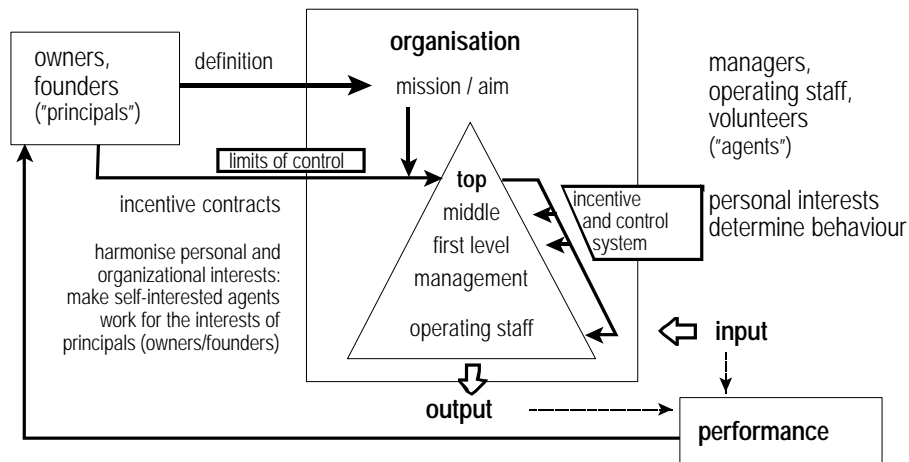 owners,
founders
("principals")
definition
organisation
mission / aim
managers,
operating staff,
volunteers
("agents")
limits of control
incentive contracts
top
middle
first level
management
operating staff
incentive
and control
system
personal interests
determine behaviour
harmonise personal and
organizational interests:
make self-interested agents
work for the interests of
principals (owners/founders)
input
output
performance